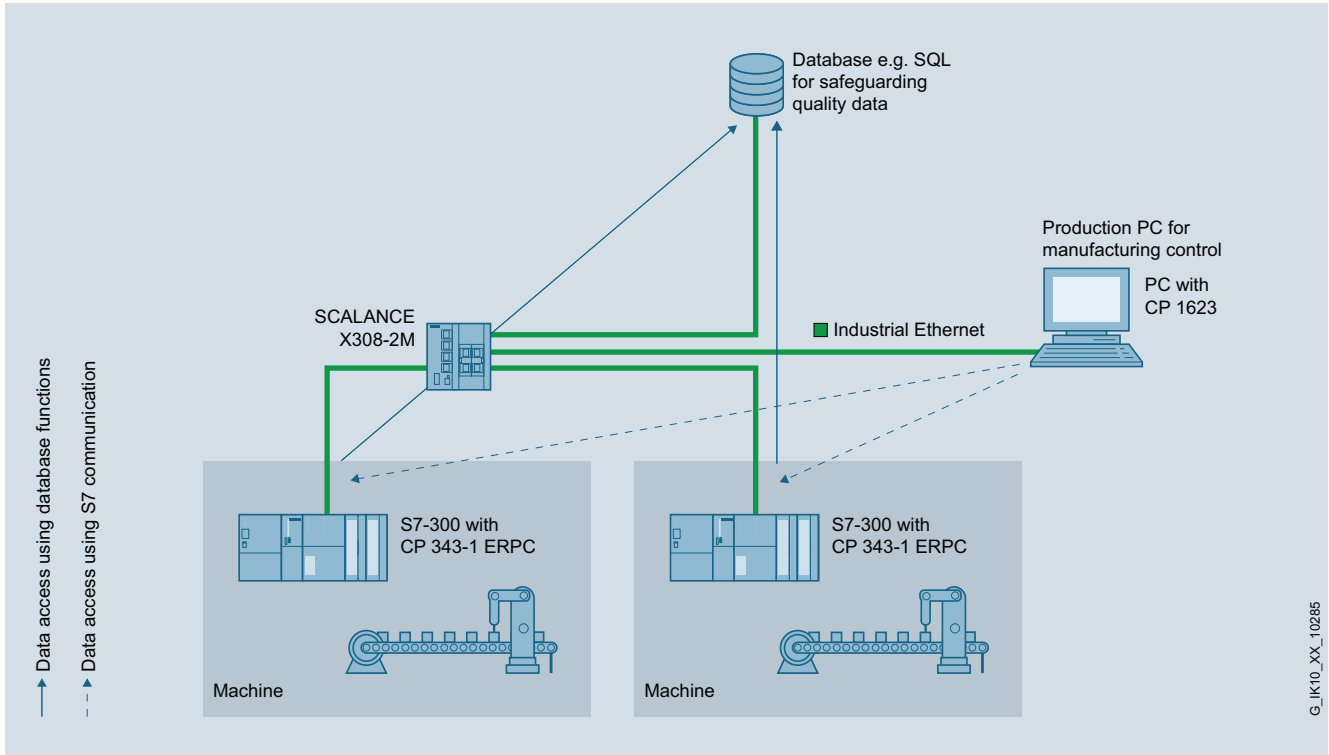 Database e.g. SQL
for safeguarding
quality data
Production PC for
manufacturing control
PC with
CP 1623
SCALANCE
X308-2M
Industrial Ethernet
S7-300 with
CP 343-1 ERPC
Machine
S7-300 with
CP 343-1 ERPC
Machine
Data access using database functions
Data access using S7 communication
G_IK10_XX_10285